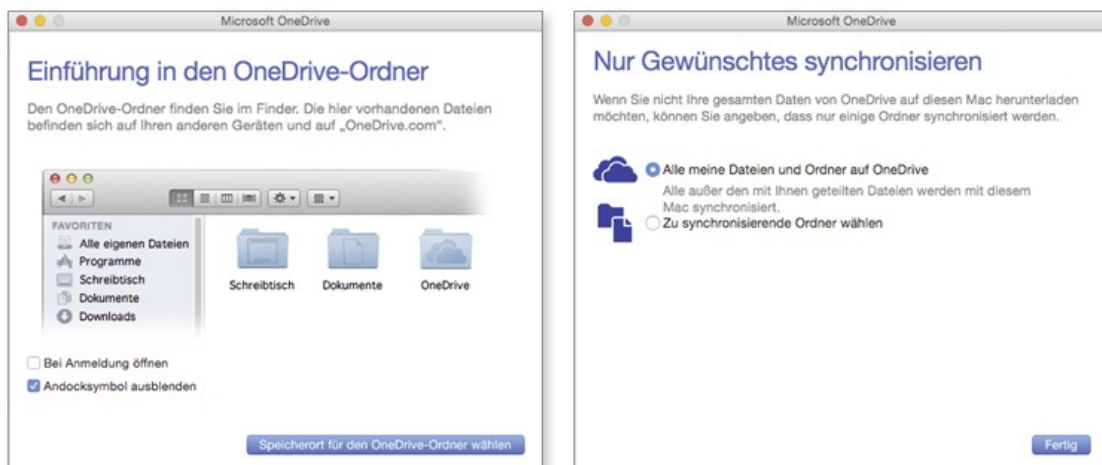 Microsoft OneDrive
Einführung in den OneDrive-Ordner
Den OneDrive-Ordner finden Sie im Finder. Die hier vorhandenen Dateien
befinden sich auf Ihren anderen Geräten und auf „OneDrive.com“.
FAVORITEN
Alle eigenen Dateien
Programme
Schreibtisch
Dokumente
Downloads
Schreibtisch
Dokumente
OneDrive
Bei Anmeldung öffnen
Andocksymbol ausblenden
Speicherort für den OneDrive-Ordner wählen
Microsoft OneDrive
Nur Gewünschtes synchronisieren
Wenn Sie nicht Ihre gesamten Daten von OneDrive auf diesen Mac herunterladen
möchten, können Sie angeben, dass nur einige Ordner synchronisiert werden.
Alle meine Dateien und Ordner auf OneDrive
Alle außer den mit Ihnen geteilten Dateien werden mit diesem
Mac synchronisiert.
Zu synchronisierende Ordner wählen
Fertig